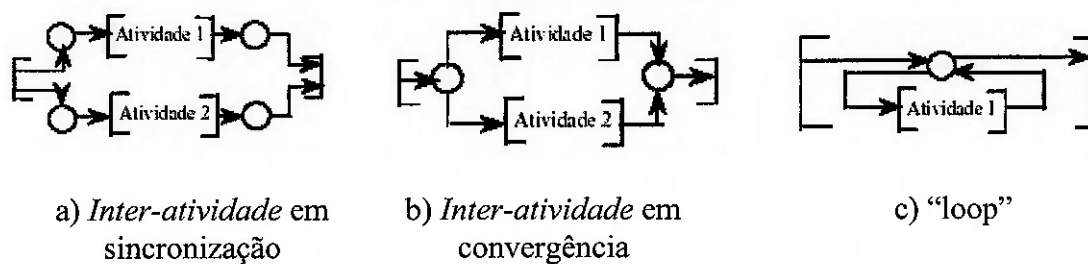 Atividade 1
Atividade 2
Atividade 1
Atividade 2
Atividade 1
a) Inter-atividade em
sincronização
b) Inter-atividade em
convergência
c) “loop”